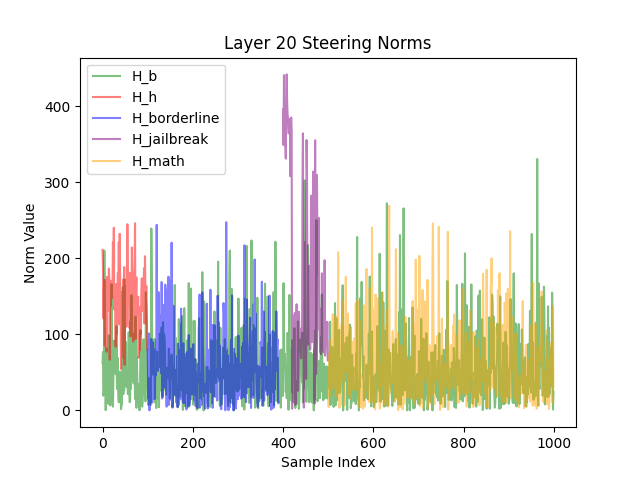 Layer 20 Steering Norms
H_b
H_h
H_borderline
H_jailbreak
H_math
Norm Value
400
300
200
100
0
0 200 400 600 800 1000
Sample Index